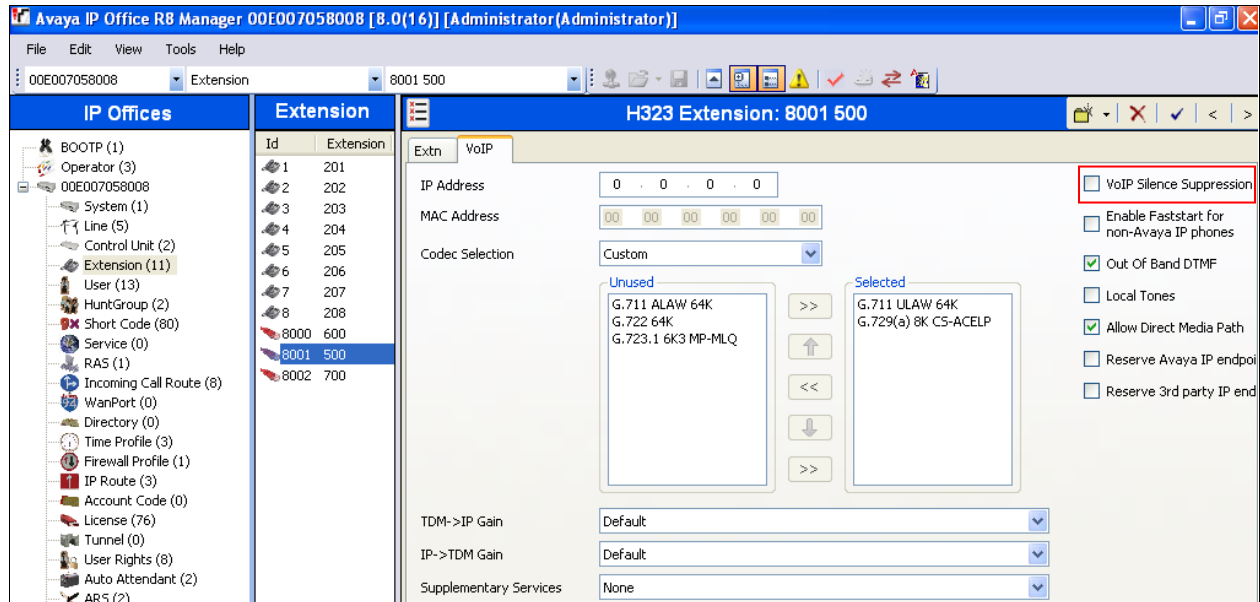 Avaya IP Office R8 Manager 00E007058008 [8.0(16)] [Administrator(Administrator)]
File Edit View Tools Help
00E007058008 Extension 8001 500
IP Offices
BOOTP (1)
Operator (3)
00E007058008
System (1)
Line (5)
Control Unit (2)
Extension (11)
User (13)
HuntGroup (2)
Short Code (80)
Service (0)
RAS (1)
Incoming Call Route (8)
WanPort (0)
Directory (0)
Time Profile (3)
Firewall Profile (1)
IP Route (3)
Account Code (0)
License (76)
Tunnel (0)
User Rights (8)
Auto Attendant (2)
ARS (2)
Extension
Id Extension
1 201
2 202
3 203
4 204
5 205
6 206
7 207
8 208
8000 600
8001 500
8002 700
H323 Extension: 8001 500
Extn VoIP
IP Address 0 . 0 . 0 . 0
MAC Address 00 00 00 00 00 00
Codec Selection Custom
Unused
G.711 ALAW 64K
G.722 64K
G.723.1 6K3 MP-MLQ
>>
<<
>>
Selected
G.711 ULAW 64K
G.729(a) 8K CS-ACELP
TDM->IP Gain Default
IP->TDM Gain Default
Supplementary Services None
VoIP Silence Suppression
Enable Faststart for
non-Avaya IP phones
Out Of Band DTMF
Local Tones
Allow Direct Media Path
Reserve Avaya IP endpoi
Reserve 3rd party IP end